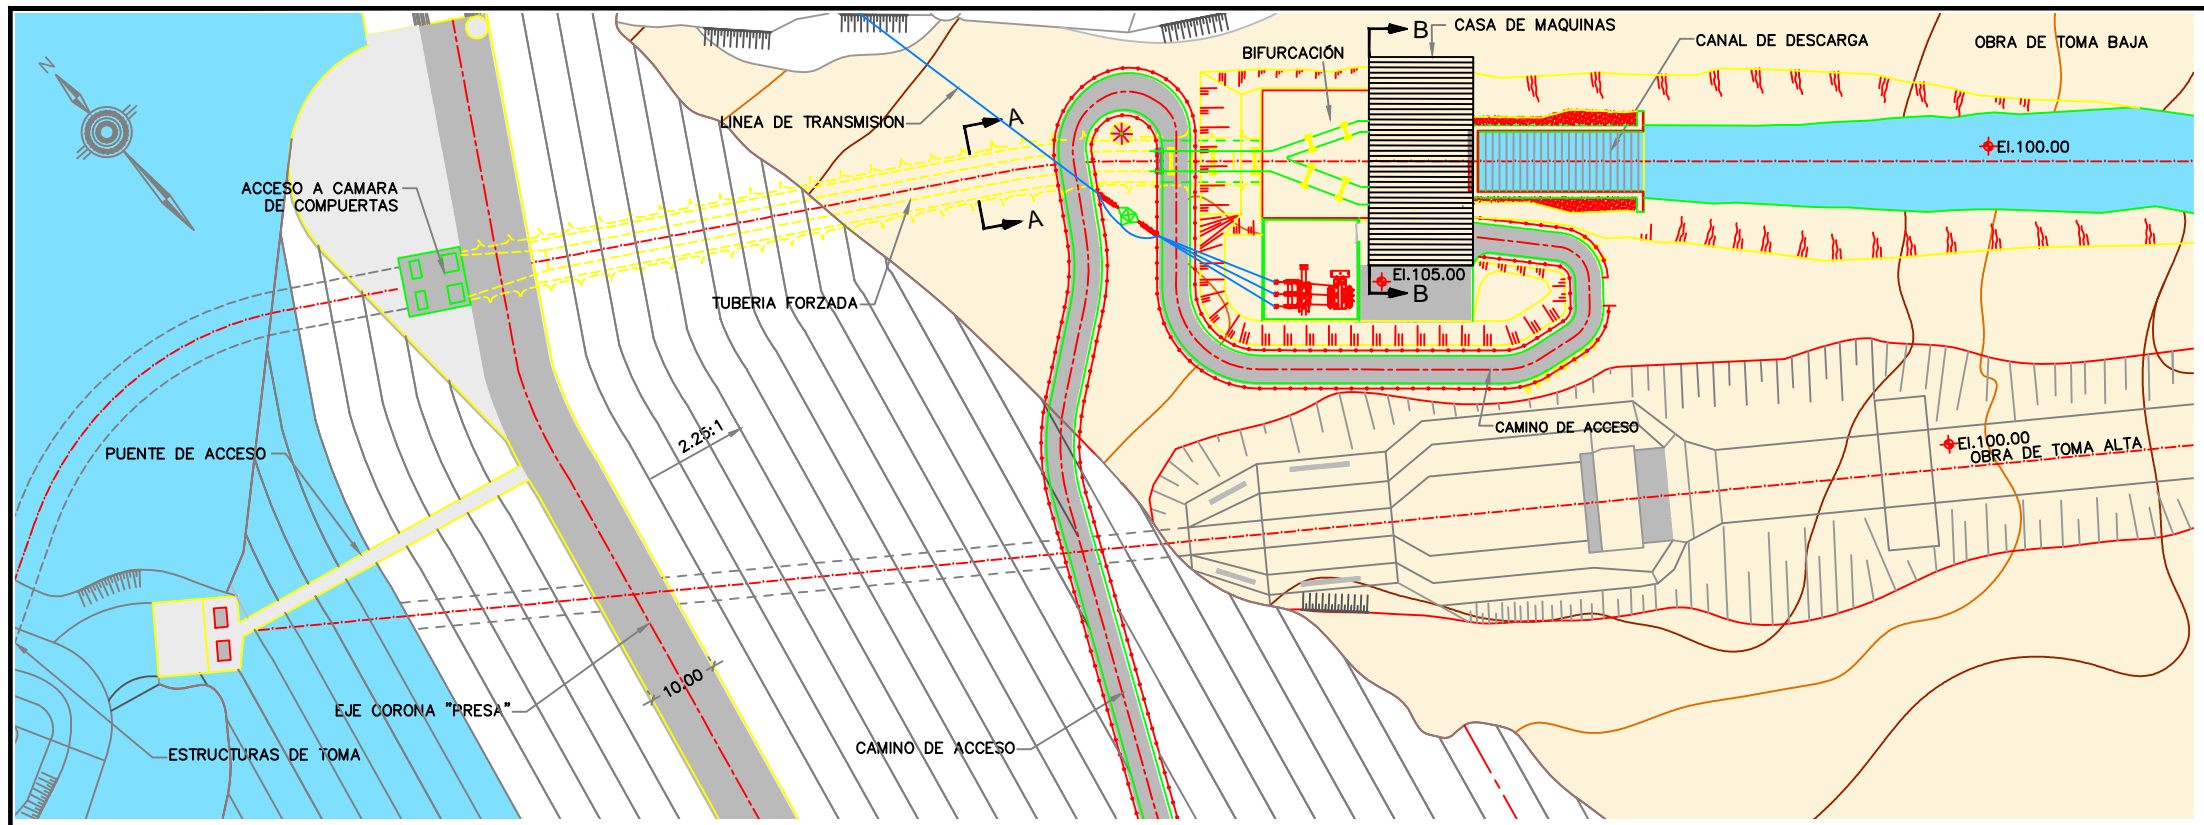 B
CASA DE MAQUINAS
CANAL DE DESCARGA
OBRA DE TOMA BAJA
BIFURCACIÓN
N
LINEA DE TRANSMISION
A
El.100.00
ACCESO A CAMARA
DE COMPUERTAS
A
El.105.00
B
TUBERIA FORZADA
2.25:1
CAMINO DE ACCESO
El.100.00
OBRA DE TOMA ALTA
PUENTE DE ACCESO
10.00
EJE CORONA "PRESA"
CAMINO DE ACCESO
ESTRUCTURAS DE TOMA